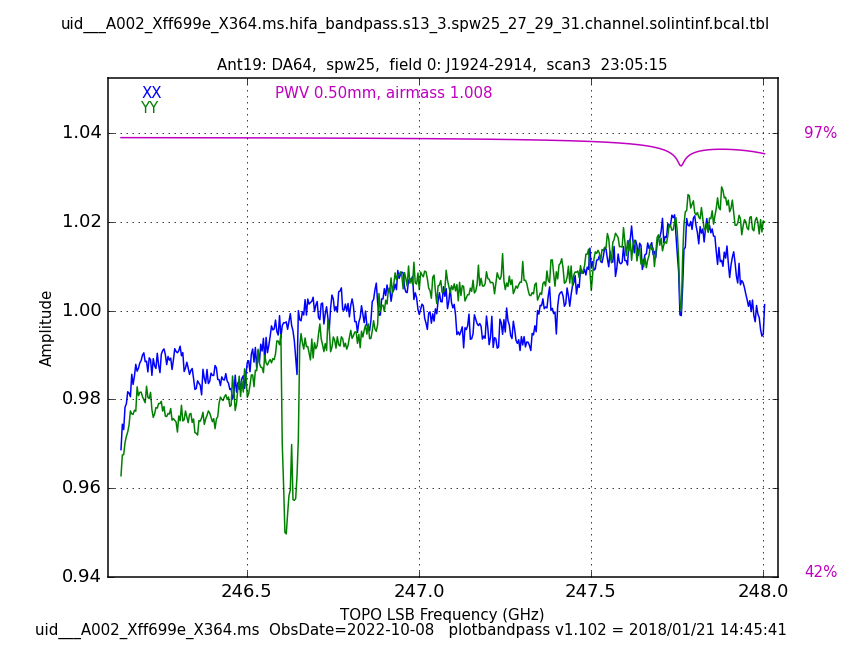 uid___A002_Xff699e_X364.ms.hifa_bandpass.s13_3.spw25_27_29_31.channel.solintinf.bcal.tbl
Ant19: DA64,  spw25,  field 0: J1924-2914,  scan3  23:05:15
XX
YY
PWV 0.50mm, airmass 1.008
97%
42%
1.04
1.02
1.00
0.98
0.96
0.94
Amplitude
246.5 247.0 247.5 248.0
TOPO LSB Frequency (GHz)
uid___A002_Xff699e_X364.ms  ObsDate=2022-10-08   plotbandpass v1.102 = 2018/01/21 14:45:41